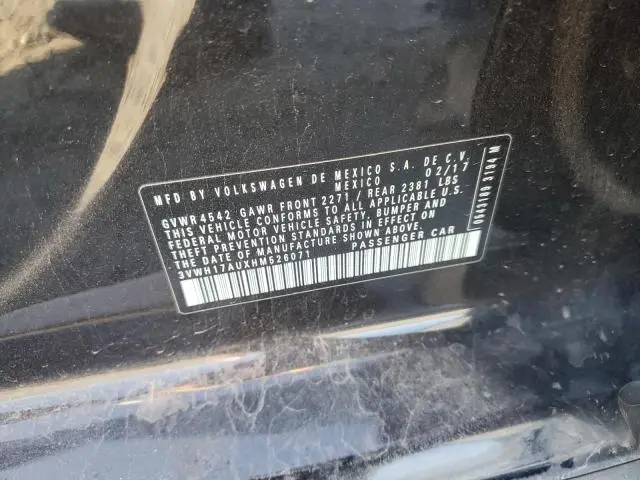 MFD BY VOLKSWAGEN DE MEXICO S.A. DE C.V.
MEXICO 02/17
GVWR 4542 GAWR FRONT 2271 / REAR 2381 LBS
THIS VEHICLE CONFORMS TO ALL APPLICABLE U.S.
FEDERAL MOTOR VEHICLE SAFETY, BUMPER AND
THEFT PREVENTION STANDARDS IN EFFECT ON
THE DATE OF MANUFACTURE SHOWN ABOVE.
3VWH17AUXHM526071 PASSENGER CAR